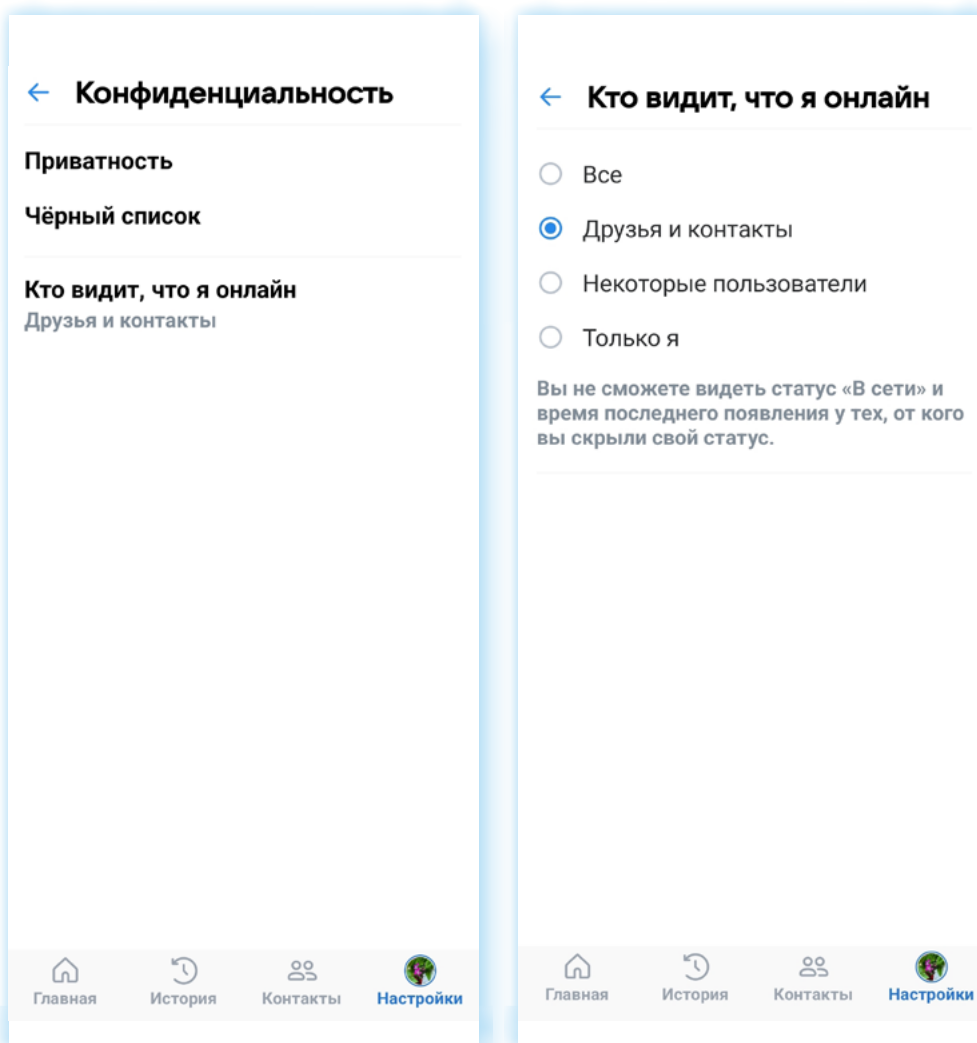 Конфиденциальность
Приватность
Чёрный список
Кто видит, что я онлайн
Друзья и контакты
Главная
История
Контакты
Настройки
Кто видит, что я онлайн
Все
Друзья и контакты
Некоторые пользователи
Только я
Вы не сможете видеть статус «В сети» и
время последнего появления у тех, от кого
вы скрыли свой статус.
Главная
История
Контакты
Настройки